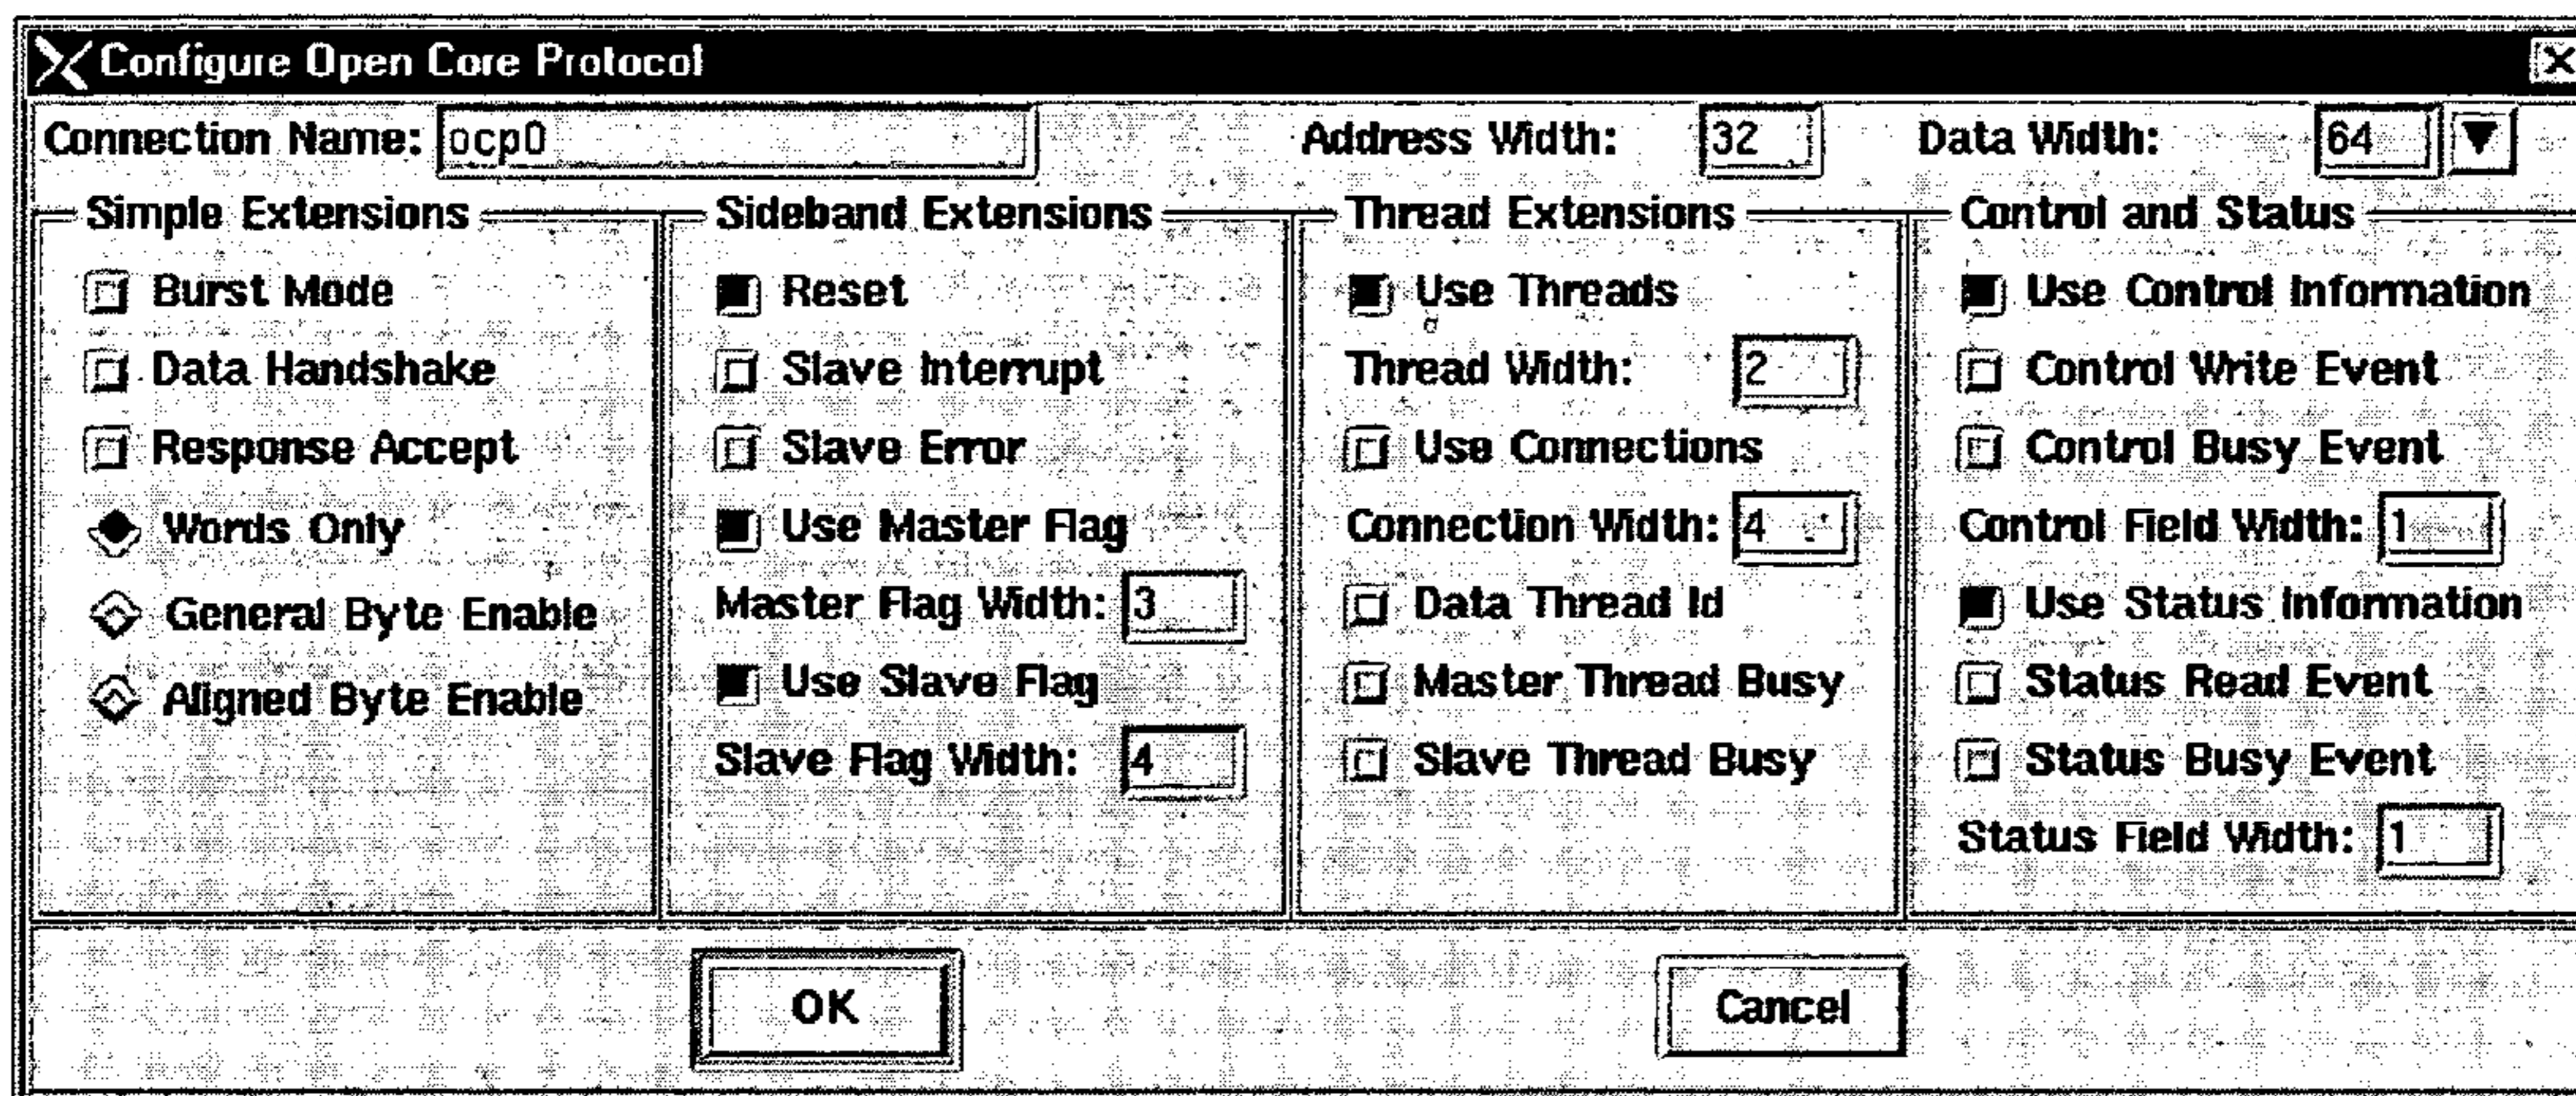 Configure Open Core Protocol
Connection Name: ocp0 Address Width: 32 Data Width: 64
Simple Extensions
Burst Mode
Data Handshake
Response Accept
Words Only
General Byte Enable
Aligned Byte Enable
Sideband Extensions
Reset
Slave Interrupt
Slave Error
Use Master Flag
Master Flag Width: 3
Use Slave Flag
Slave Flag Width: 4
Thread Extensions
Use Threads
Thread Width: 2
Use Connections
Connection Width: 4
Data Thread Id
Master Thread Busy
Slave Thread Busy
Control and Status
Use Control Information
Control Write Event
Control Busy Event
Control Field Width: 1
Use Status Information
Status Read Event
Status Busy Event
Status Field Width: 1
OK Cancel